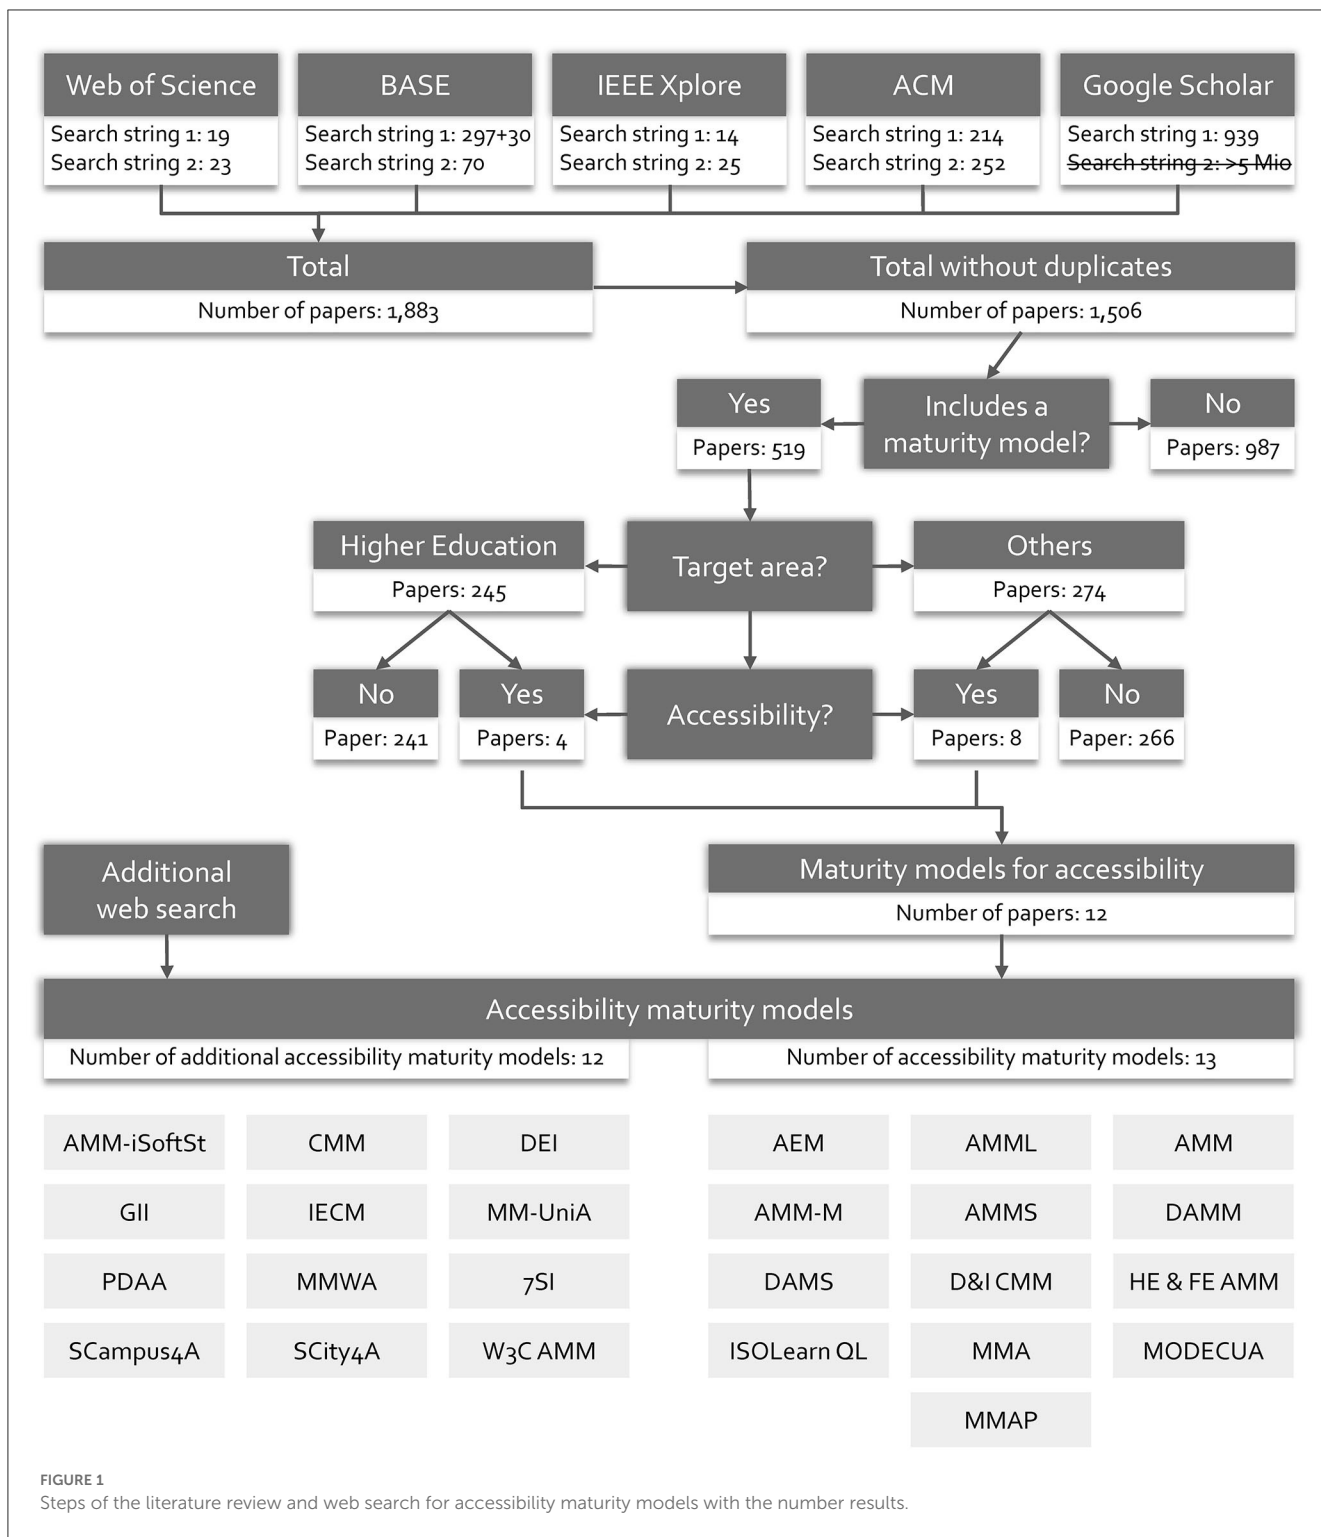 Web of Science
Search string 1: 19
Search string 2: 23
BASE
Search string 1: 297+30
Search string 2: 70
IEEE Xplore
Search string 1: 14
Search string 2: 25
ACM
Search string 1: 214
Search string 2: 252
Google Scholar
Search string 1: 939
Search string 2: >5 Mio
Total
Number of papers: 1,883
Total without duplicates
Number of papers: 1,506
Yes
Papers: 519
Includes a
maturity model?
No
Papers: 987
Higher Education
Papers: 245
Target area?
Others
Papers: 274
No
Paper: 241
Yes
Papers: 4
Accessibility?
Yes
Papers: 8
No
Paper: 266
Additional
web search
Maturity models for accessibility
Number of papers: 12
Accessibility maturity models
Number of additional accessibility maturity models: 12
Number of accessibility maturity models: 13
AMM-iSoftSt
CMM
DEI
GII
IECM
MM-UniA
PDAA
MMWA
7SI
SCampus4A
SCity4A
W3C AMM
AEM
AMML
AMM
AMM-M
AMMS
DAMM
DAMS
D&I CMM
HE & FE AMM
ISOLearn QL
MMA
MODECUA
MMAP
FIGURE 1
Steps of the literature review and web search for accessibility maturity models with the number results.